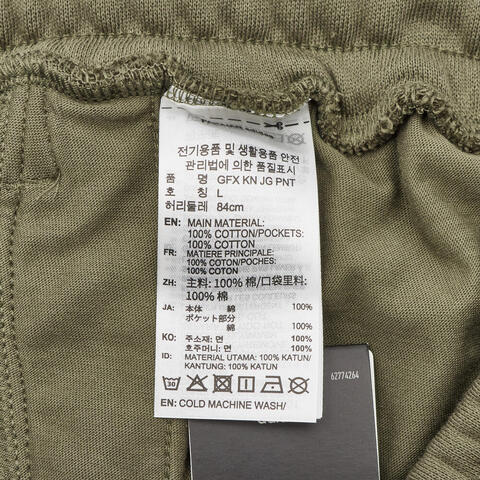 전기용품 및 생활용품 안전
관리법에 의한 품질표시
품 명 GFX KN JG PNT
호 칭 L
허리둘레 84cm
EN: MAIN MATERIAL:
100% COTTON/POCKETS:
100% COTTON
FR: MATIERE PRINCIPALE:
100% COTON/POCHES:
100% COTON
ZH: 主料: 100% 棉/口袋里料:
100% 棉
JA: 本体 綿 100%
ポケット部分
綿 100%
KO: 주소재: 면 100%
호주머니: 면 100%
ID: MATERIAL UTAMA: 100% KATUN/
KANTUNG: 100% KATUN
30
EN: COLD MACHINE WASH/
62774264